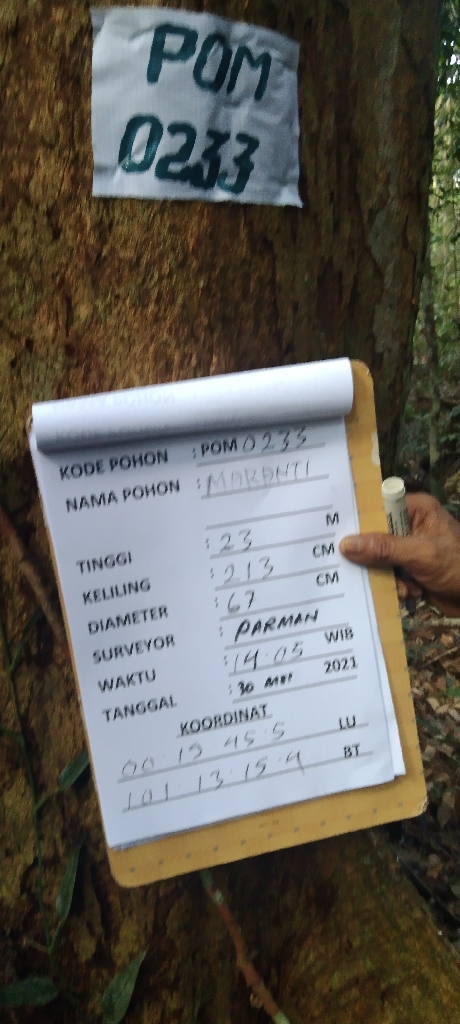 POM
0233
KODE POHON : POM 0233
NAMA POHON : MARANTI
TINGGI : 23 M
KELILING : 213 CM
DIAMETER : 67 CM
SURVEYOR : PARMAN
WAKTU : 14.05 WIB
TANGGAL : 30 MEI 2021
KOORDINAT
00 . 19 . 45 . 5 LU
101 . 13 . 15 . 9 BT